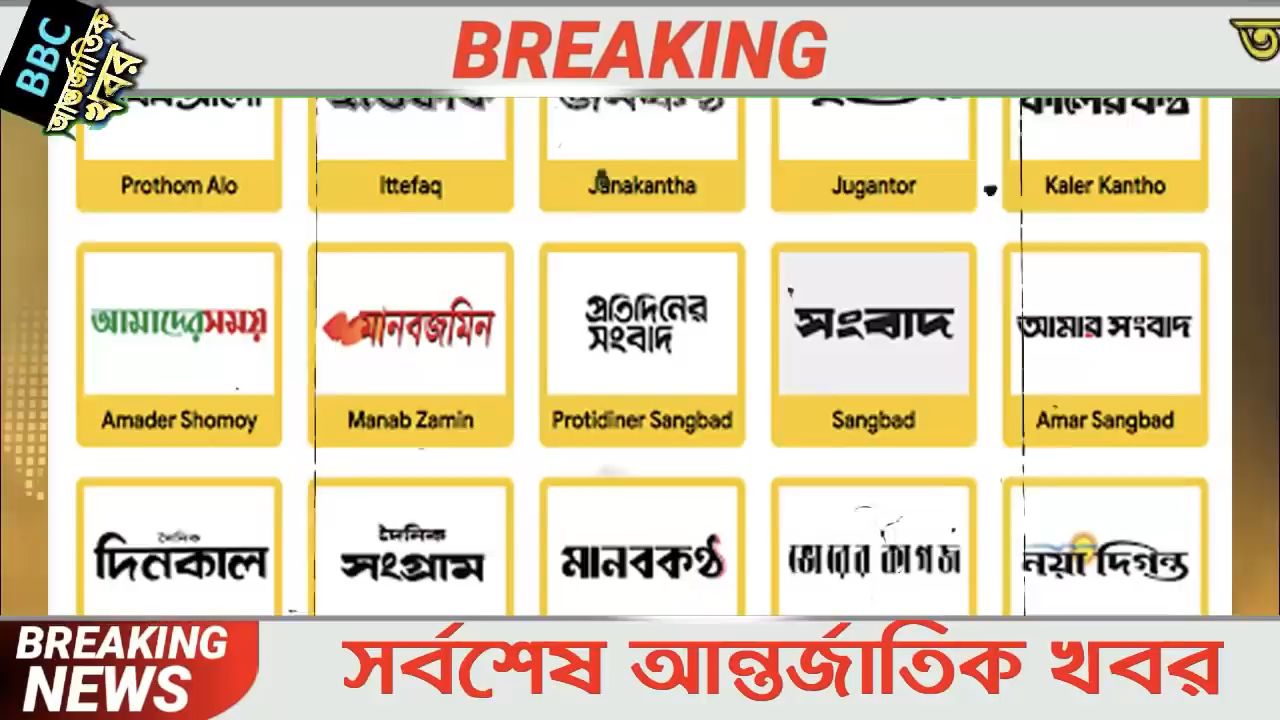 BREAKING
BBC
আন্তর্জাতিক
খবর
Prothom Alo
Ittefaq
Janakantha
Jugantor
Kaler Kantho
আমাদের সময়
মানবজমিন
প্রতিদিনের
সংবাদ
সংবাদ
আমার সংবাদ
Amader Shomoy
Manab Zamin
Protidiner Sangbad
Sangbad
Amar Sangbad
দৈনিক
দিনকাল
দৈনিক
সংগ্রাম
মানবকণ্ঠ
ভোরের কাগজ
নয়া দিগন্ত
BREAKING
NEWS
সর্বশেষ আন্তর্জাতিক খবর